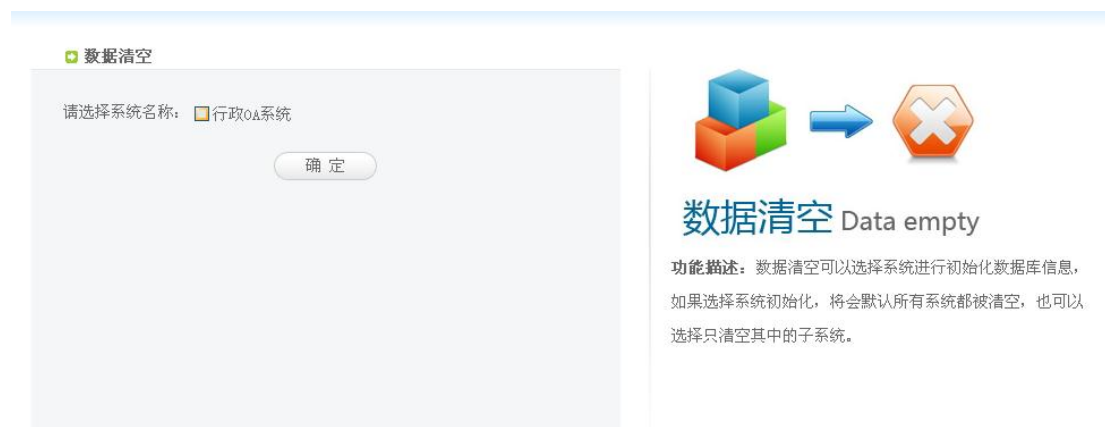 数据清空
请选择系统名称： 行政OA系统
确 定
数据清空 Data empty
功能描述：数据清空可以选择系统进行初始化数据库信息，
如果选择系统初始化，将会默认所有系统都被清空，也可以
选择只清空其中的子系统。